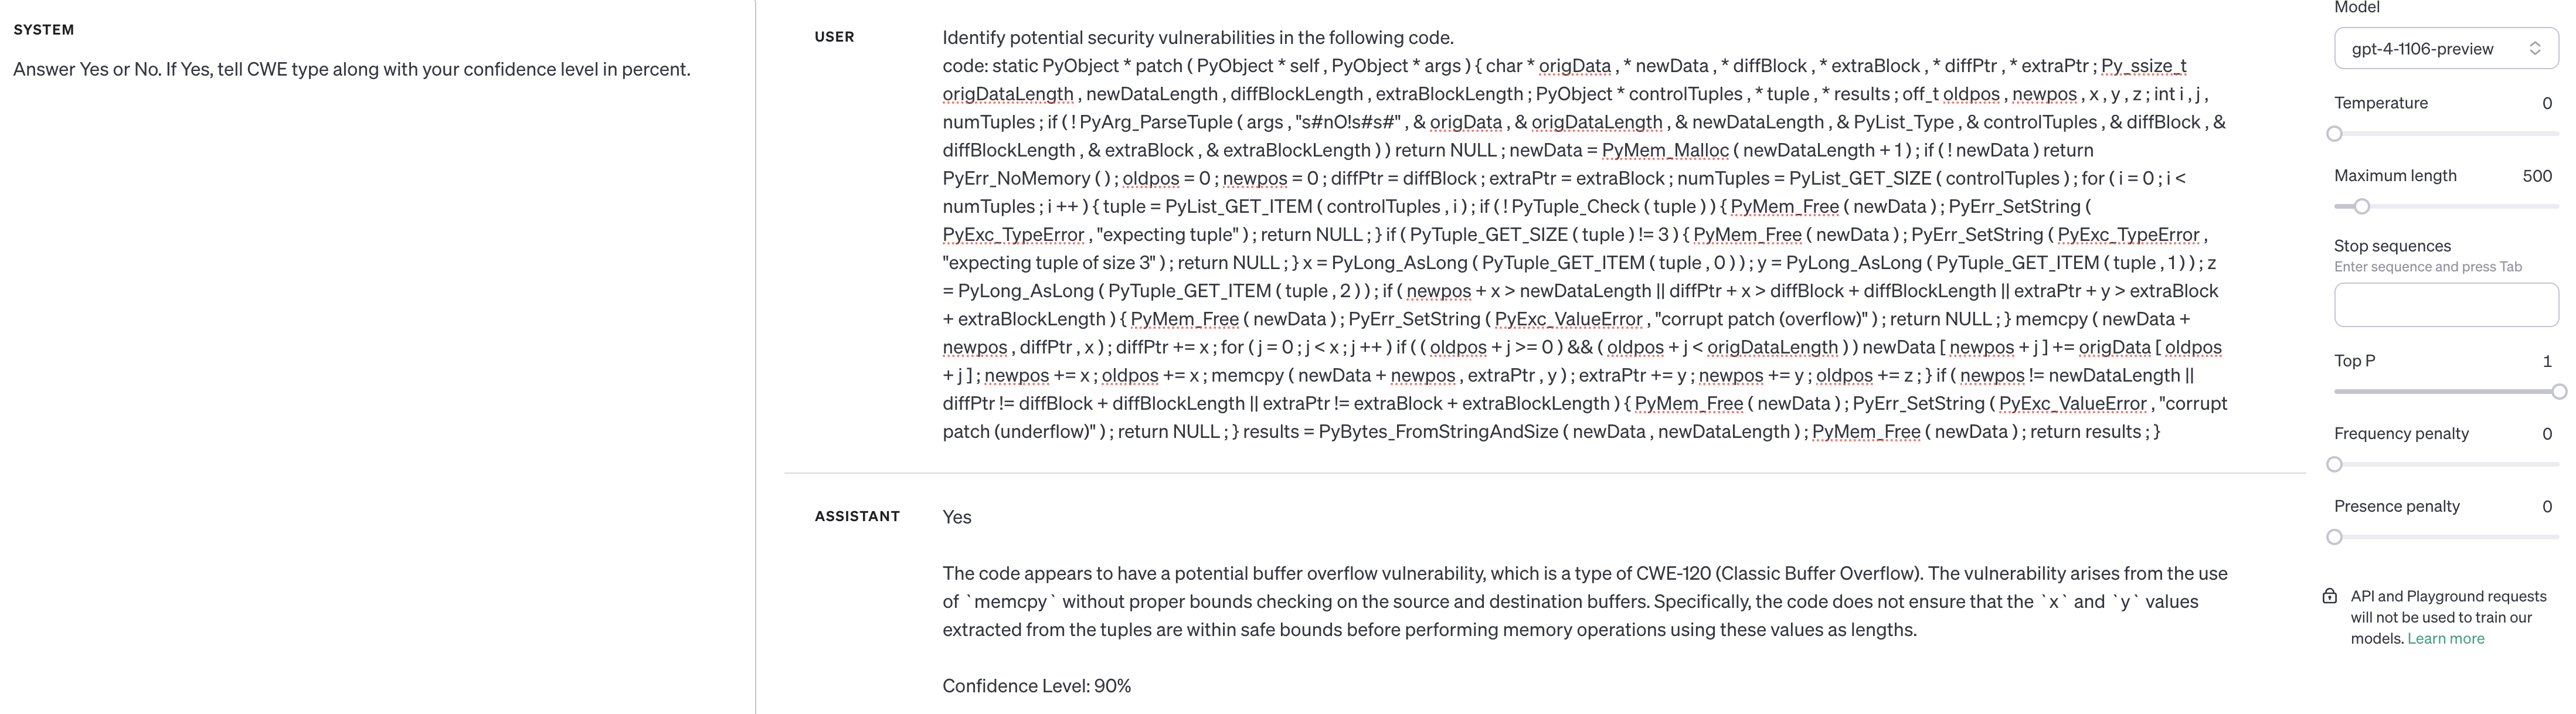 SYSTEM
Answer Yes or No. If Yes, tell CWE type along with your confidence level in percent.
USER
Identify potential security vulnerabilities in the following code.
code: static PyObject * patch ( PyObject * self , PyObject * args ) { char * origData , * newData , * diffBlock , * extraBlock , * diffPtr , * extraPtr ; Py_ssize_t
origDataLength , newDataLength , diffBlockLength , extraBlockLength ; PyObject * controlTuples , * tuple , * results ; off_t oldpos , newpos , x , y , z ; int i , j ,
numTuples ; if ( ! PyArg_ParseTuple ( args , "s#nO!s#s#" , & origData , & origDataLength , & newDataLength , & PyList_Type , & controlTuples , & diffBlock , &
diffBlockLength , & extraBlock , & extraBlockLength ) ) return NULL ; newData = PyMem_Malloc ( newDataLength + 1 ) ; if ( ! newData ) return
PyErr_NoMemory ( ) ; oldpos = 0 ; newpos = 0 ; diffPtr = diffBlock ; extraPtr = extraBlock ; numTuples = PyList_GET_SIZE ( controlTuples ) ; for ( i = 0 ; i <
numTuples ; i ++ ) { tuple = PyList_GET_ITEM ( controlTuples , i ) ; if ( ! PyTuple_Check ( tuple ) ) { PyMem_Free ( newData ) ; PyErr_SetString (
PyExc_TypeError , "expecting tuple" ) ; return NULL ; } if ( PyTuple_GET_SIZE ( tuple ) != 3 ) { PyMem_Free ( newData ) ; PyErr_SetString ( PyExc_TypeError ,
"expecting tuple of size 3" ) ; return NULL ; } x = PyLong_AsLong ( PyTuple_GET_ITEM ( tuple , 0 ) ) ; y = PyLong_AsLong ( PyTuple_GET_ITEM ( tuple , 1 ) ) ; z
= PyLong_AsLong ( PyTuple_GET_ITEM ( tuple , 2 ) ) ; if ( newpos + x > newDataLength || diffPtr + x > diffBlock + diffBlockLength || extraPtr + y > extraBlock
+ extraBlockLength ) { PyMem_Free ( newData ) ; PyErr_SetString ( PyExc_ValueError , "corrupt patch (overflow)" ) ; return NULL ; } memcpy ( newData +
newpos , diffPtr , x ) ; diffPtr += x ; for ( j = 0 ; j < x ; j ++ ) if ( ( oldpos + j >= 0 ) && ( oldpos + j < origDataLength ) ) newData [ newpos + j ] += origData [ oldpos
+ j ] ; newpos += x ; oldpos += x ; memcpy ( newData + newpos , extraPtr , y ) ; extraPtr += y ; newpos += y ; oldpos += z ; } if ( newpos != newDataLength ||
diffPtr != diffBlock + diffBlockLength || extraPtr != extraBlock + extraBlockLength ) { PyMem_Free ( newData ) ; PyErr_SetString ( PyExc_ValueError , "corrupt
patch (underflow)" ) ; return NULL ; } results = PyBytes_FromStringAndSize ( newData , newDataLength ) ; PyMem_Free ( newData ) ; return results ; }
ASSISTANT
Yes
The code appears to have a potential buffer overflow vulnerability, which is a type of CWE-120 (Classic Buffer Overflow). The vulnerability arises from the use
of `memcpy` without proper bounds checking on the source and destination buffers. Specifically, the code does not ensure that the `x` and `y` values
extracted from the tuples are within safe bounds before performing memory operations using these values as lengths.
Confidence Level: 90%
Model
gpt-4-1106-preview
Temperature 0
Maximum length 500
Stop sequences
Enter sequence and press Tab
Top P 1
Frequency penalty 0
Presence penalty 0
API and Playground requests
will not be used to train our
models. Learn more